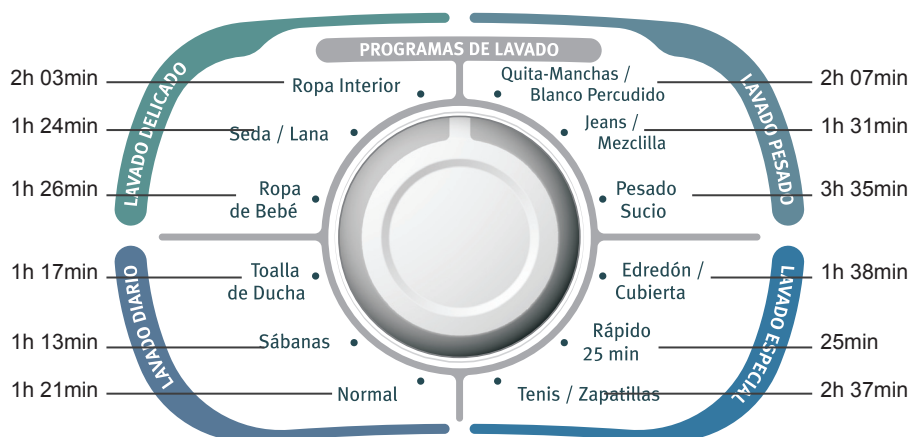 PROGRAMAS DE LAVADO
LAVADO DELICADO
2h 03min
Ropa Interior
1h 24min
Seda / Lana
1h 26min
Ropa
de Bebé
LAVADO PESADO
Quita-Manchas /
Blanco Percudido
2h 07min
Jeans /
Mezclilla
1h 31min
Pesado
Sucio
3h 35min
LAVADO DIARIO
1h 17min
Toalla
de Ducha
1h 13min
Sábanas
1h 21min
Normal
LAVADO ESPECIAL
Edredón /
Cubierta
1h 38min
Rápido
25 min
25min
Tenis / Zapatillas
2h 37min